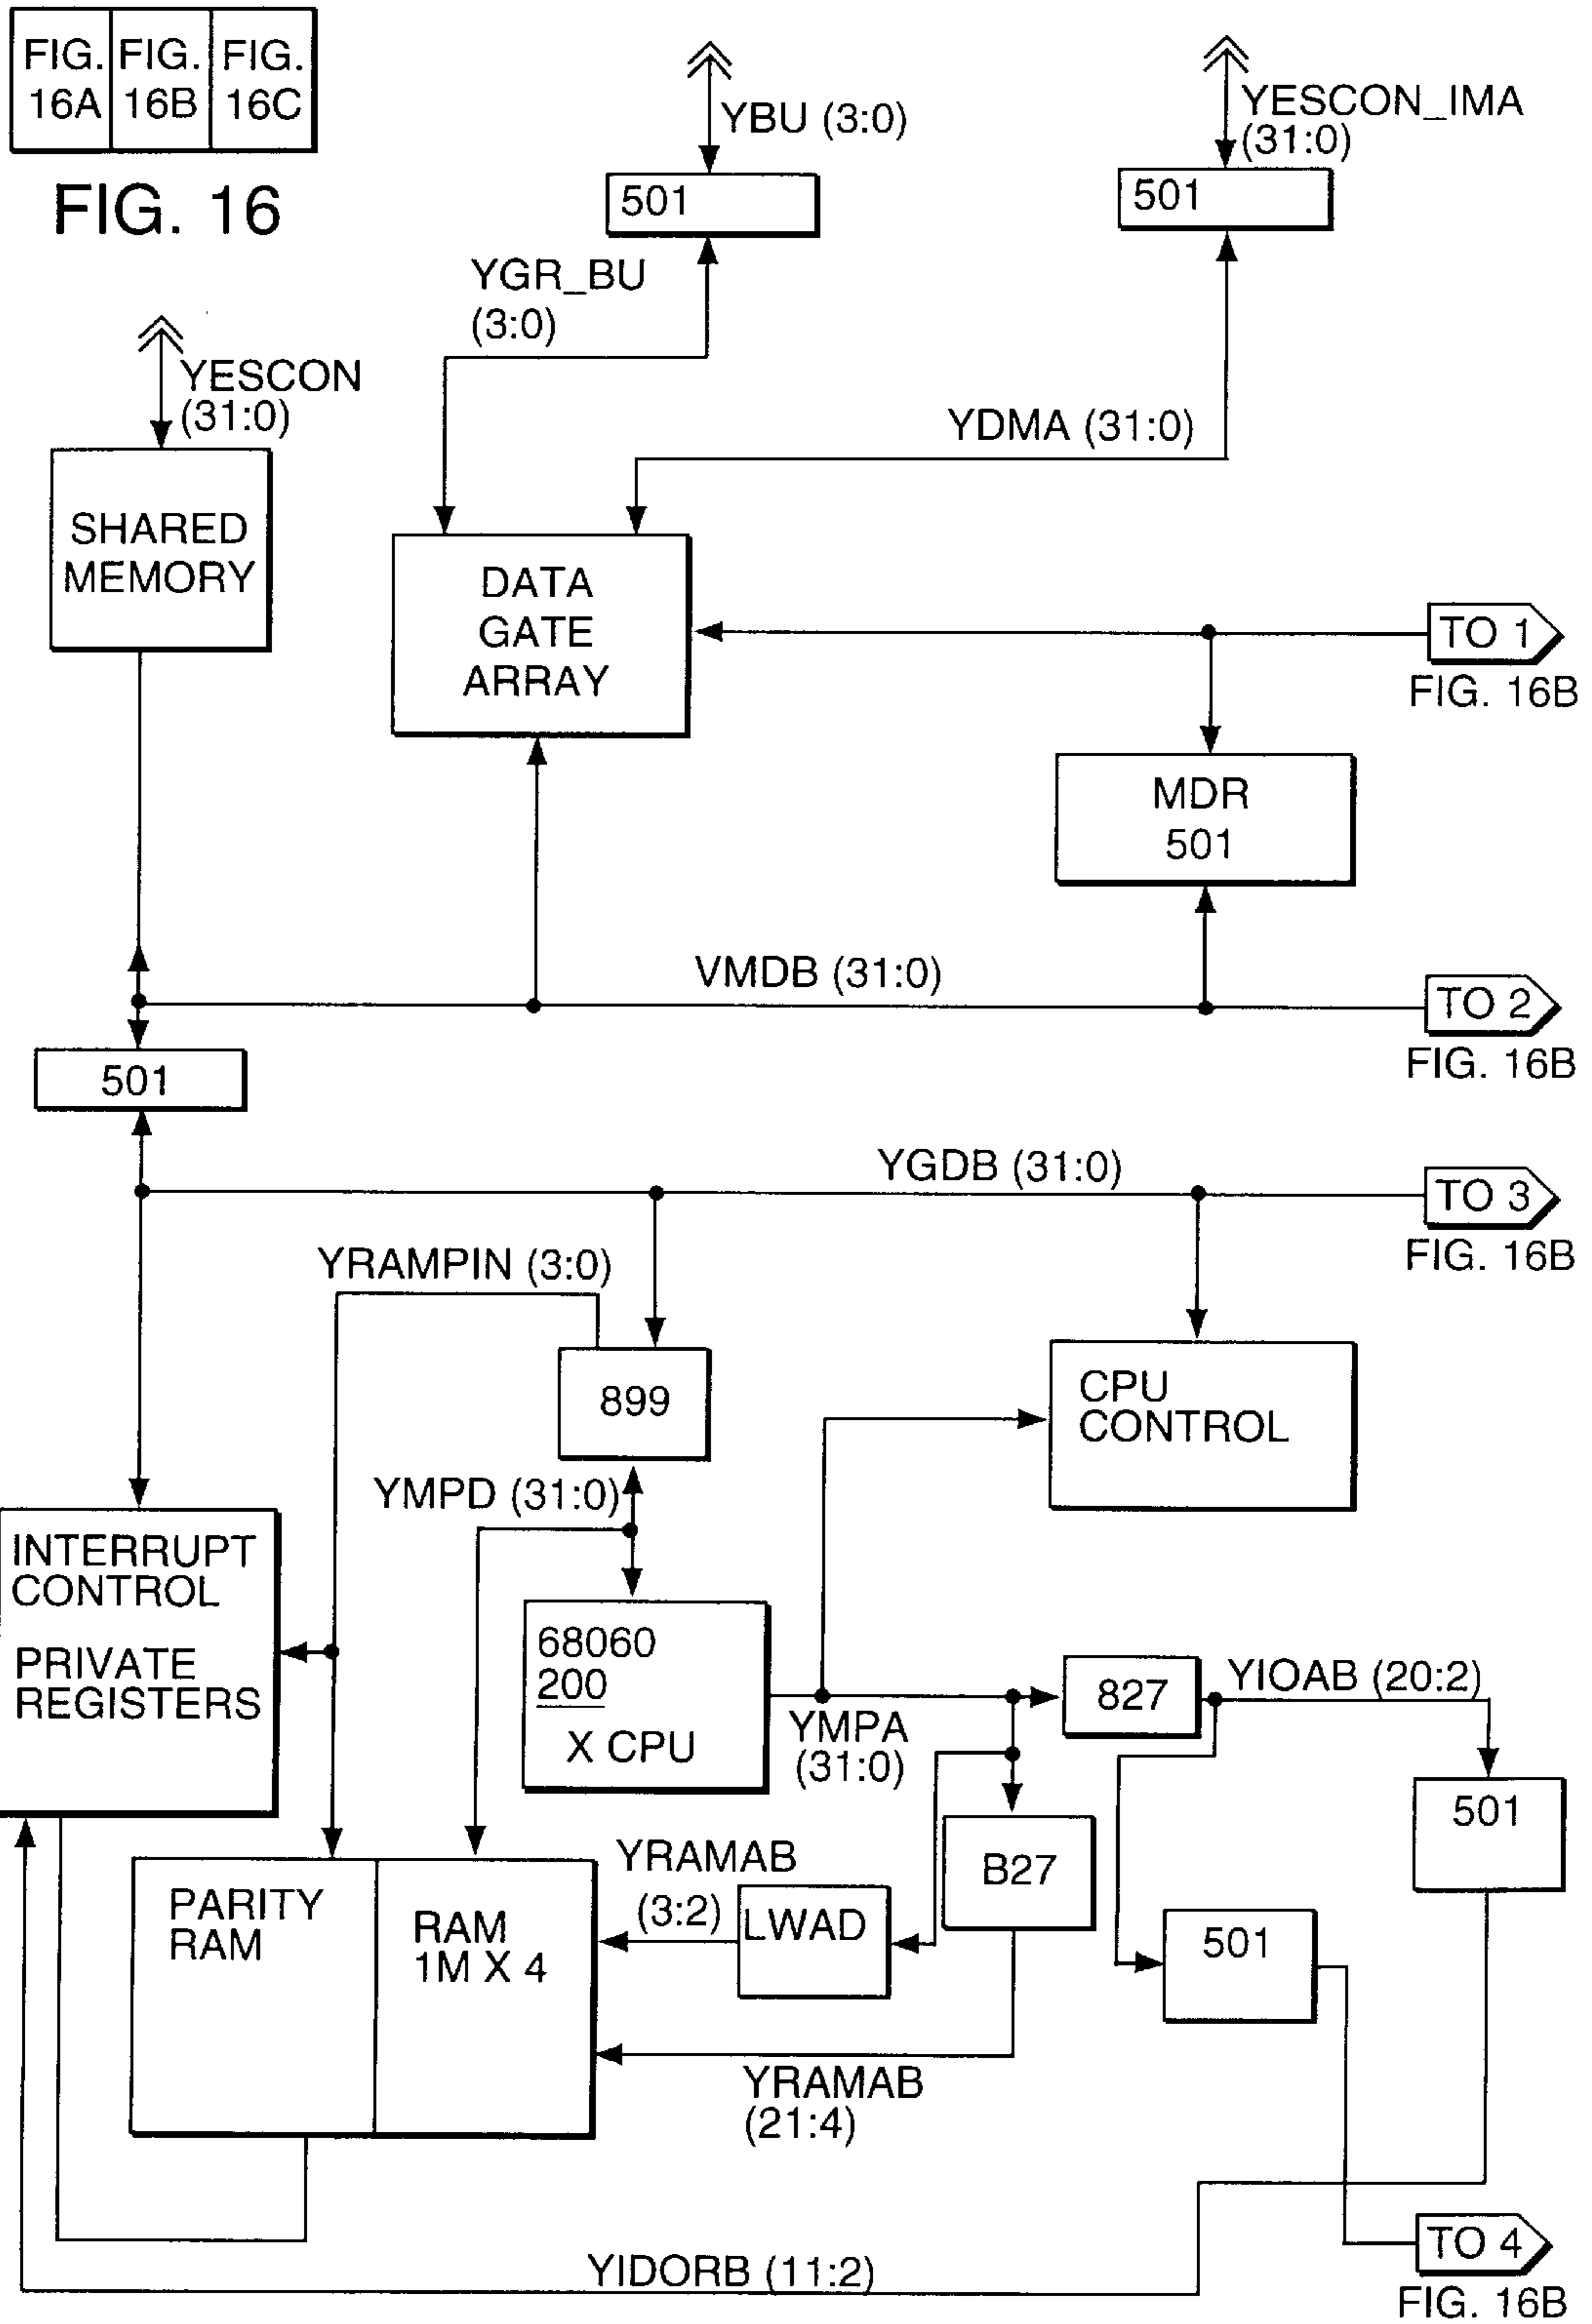 FIG. FIG. FIG.
16A 16B 16C
FIG. 16
YBU (3:0)
YESCON_IMA
(31:0)
501
501
YGR_BU
(3:0)
YESCON
(31:0)
YDMA (31:0)
SHARED
MEMORY
DATA
GATE
ARRAY
TO 1
FIG. 16B
MDR
501
VMDB (31:0)
TO 2
FIG. 16B
501
YGDB (31:0)
TO 3
FIG. 16B
YRAMPIN (3:0)
899
CPU
CONTROL
YMPD (31:0)
INTERRUPT
CONTROL
PRIVATE
REGISTERS
68060
200
X CPU
YMPA
(31:0)
827
YIOAB (20:2)
501
B27
YRAMAB
(3:2)
LWAD
PARITY
RAM
RAM
1M X 4
501
YRAMAB
(21:4)
YIDORB (11:2)
TO 4
FIG. 16B